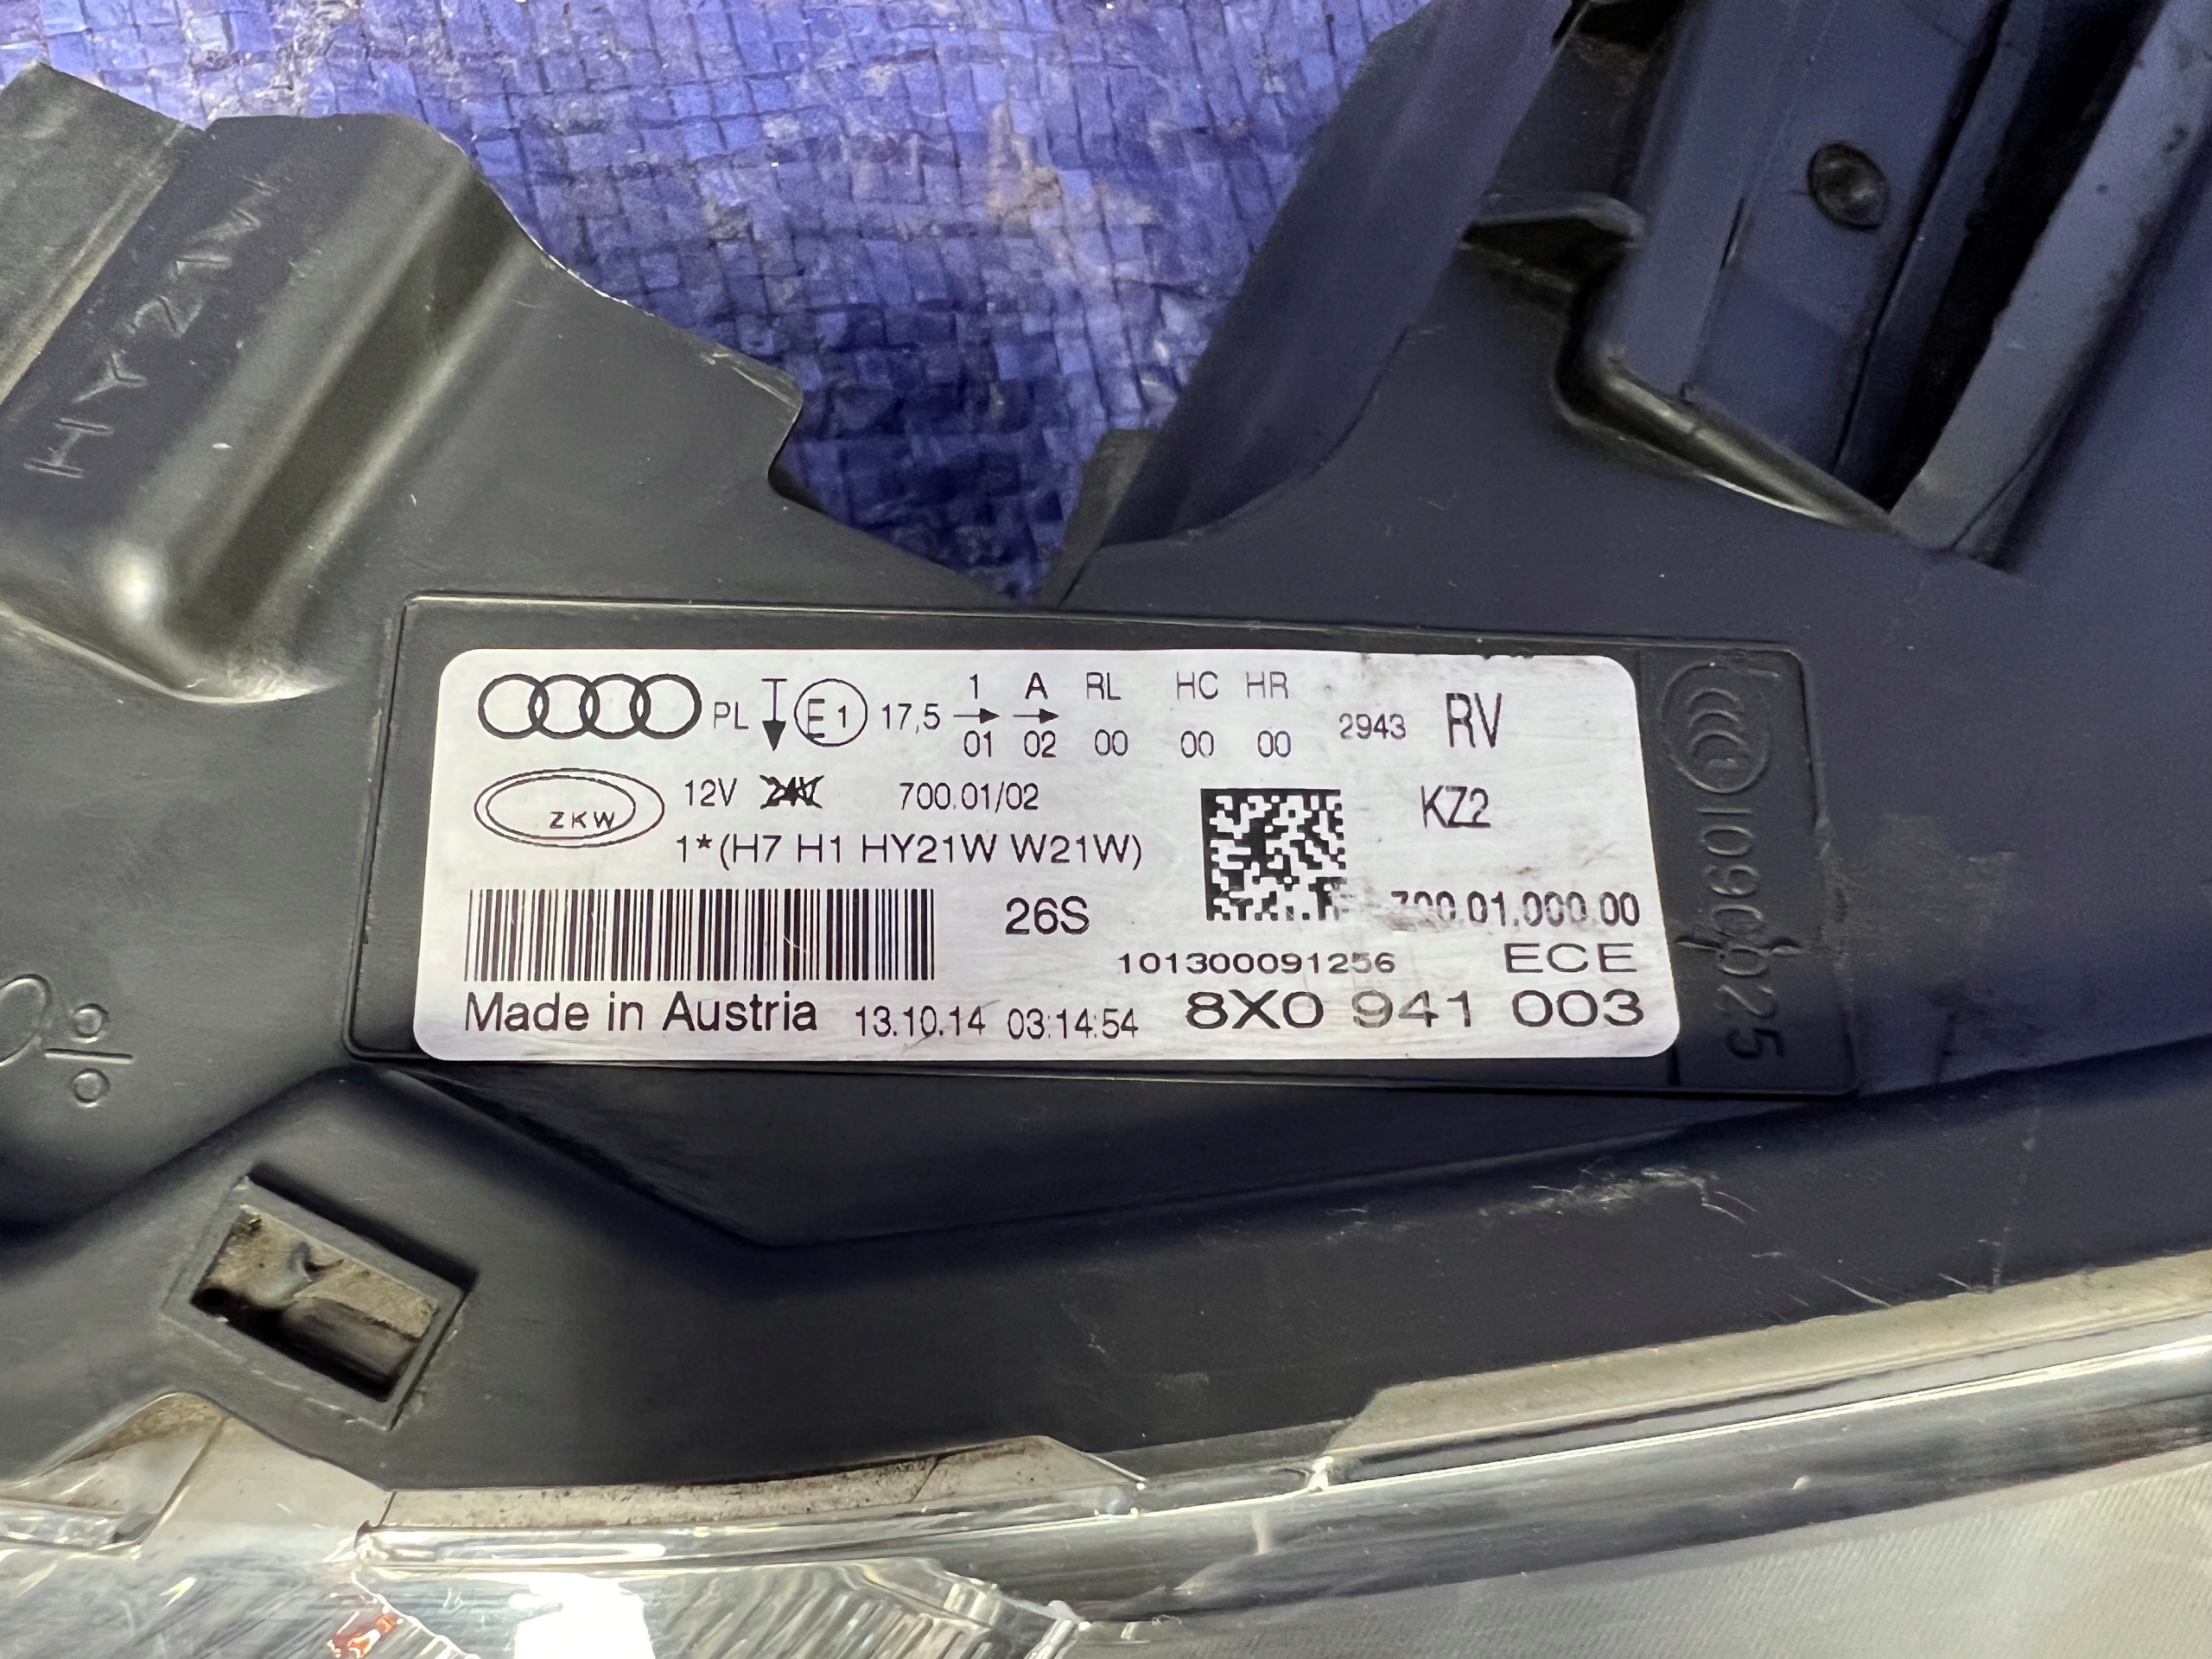 HY21W
PL E1 17,5 1 A RL HC HR 2943 RV
01 02 00 00 00
ZKW 12V 24V 700.01/02 KZ2
1*(H7 H1 HY21W W21W)
26S 700.01.000.00
101300091256 ECE
Made in Austria 13.10.14 03:14:54 8X0 941 003